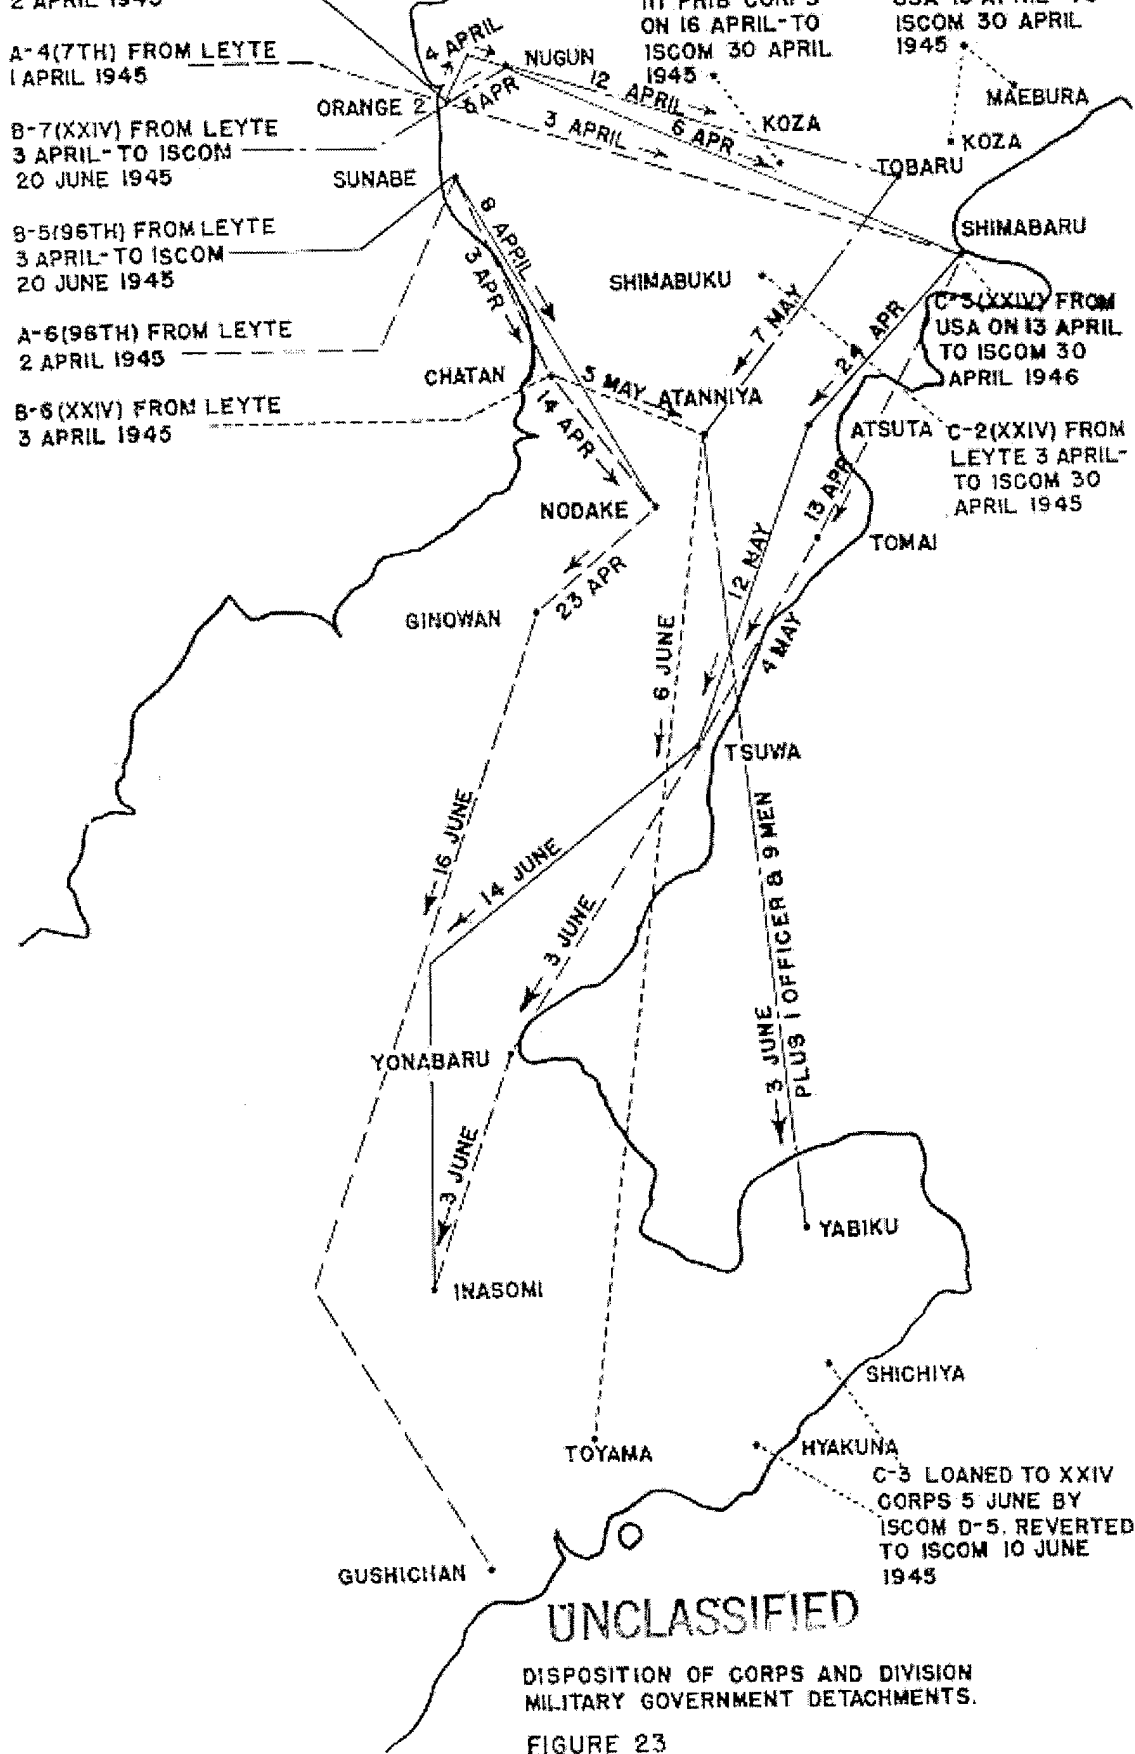 2 APRIL 1945
A-4(7TH) FROM LEYTE
1 APRIL 1945
B-7(XXIV) FROM LEYTE
3 APRIL-TO ISCOM
20 JUNE 1945
B-5(96TH) FROM LEYTE
3 APRIL-TO ISCOM
20 JUNE 1945
A-6(96TH) FROM LEYTE
2 APRIL 1945
B-6(XXIV) FROM LEYTE
3 APRIL 1945
PHIB CORPS
ON 16 APRIL-TO
ISCOM 30 APRIL
1945
ISCOM 30 APRIL
1945
MAEBURA
KOZA
4 APRIL
NUGUN
ORANGE 2
APR
12 APRIL
3 APRIL
6 APR
KOZA
TOBARU
SUNABE
SHIMABARU
8 APRIL
3 APR
SHIMABUKU
7 MAY
24 APR
(XXIV) FROM
USA ON 13 APRIL
TO ISCOM 30
APRIL 1946
CHATAN
5 MAY
ATANNIYA
14 APR
ATSUTA
C-2(XXIV) FROM
LEYTE 3 APRIL-
TO ISCOM 30
APRIL 1945
13 APR
NODAKE
TOMAI
12 MAY
23 APR
GINOWAN
6 JUNE
4 MAY
TSUWA
16 JUNE
14 JUNE
3 JUNE
3 JUNE
PLUS 1 OFFICER & 9 MEN
YONABARU
3 JUNE
YABIKU
INASOMI
SHICHIYA
TOYAMA
HYAKUNA
C-3 LOANED TO XXIV
CORPS 5 JUNE BY
ISCOM D-5. REVERTED
TO ISCOM 10 JUNE
1945
GUSHICHAN
UNCLASSIFIED
DISPOSITION OF CORPS AND DIVISION
MILITARY GOVERNMENT DETACHMENTS.
FIGURE 23